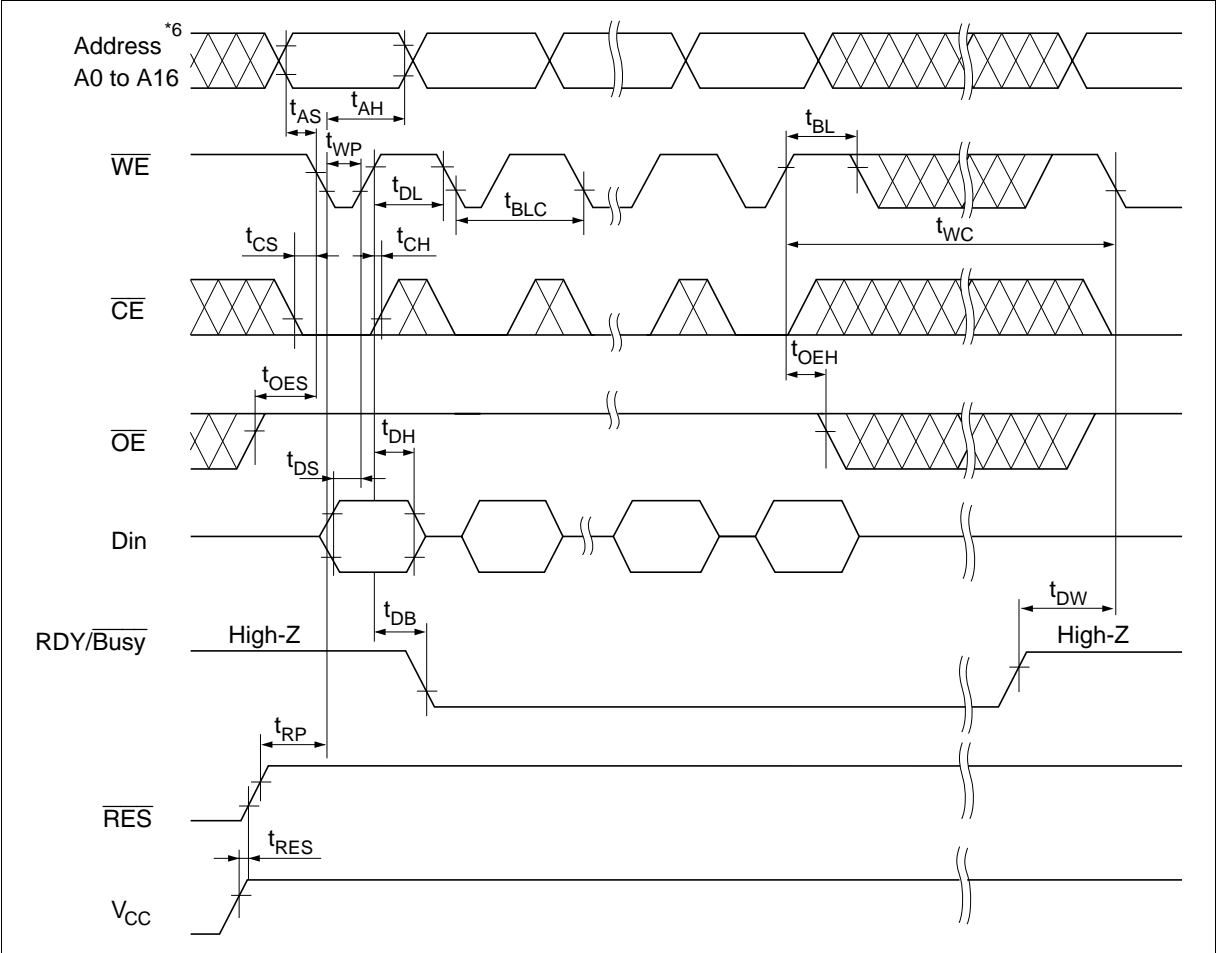 Address *6
A0 to A16
tAS
tAH
tWP
tBL
WE
tDL
tBLC
tWC
tCS
tCH
CE
tOEH
tOES
OE
tDH
tDS
Din
tDB
tDW
RDY/Busy
High-Z
High-Z
tRP
RES
tRES
VCC